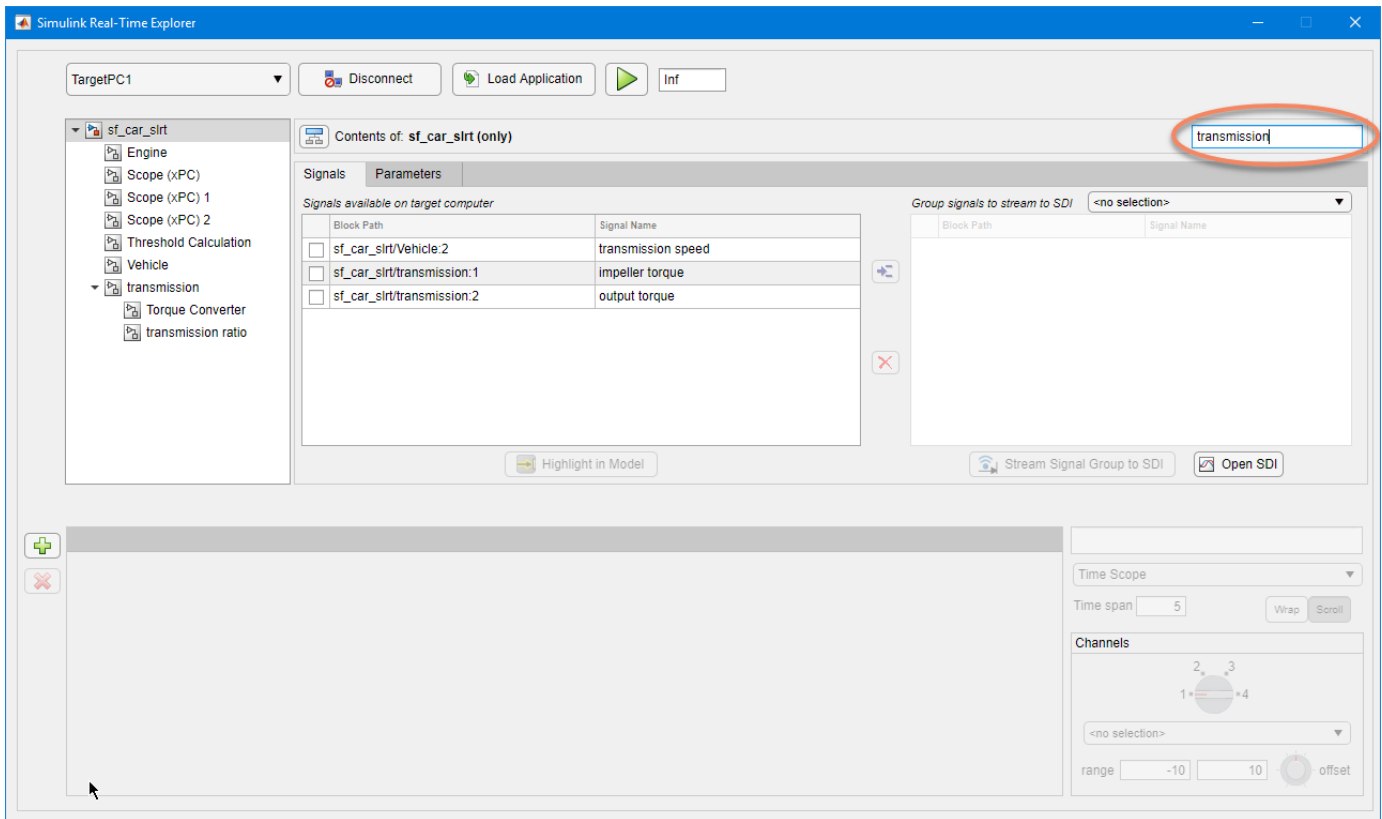 Simulink Real-Time Explorer
TargetPC1
Disconnect
Load Application
Inf
sf_car_slrt
Engine
Scope (xPC)
Scope (xPC) 1
Scope (xPC) 2
Threshold Calculation
Vehicle
transmission
Torque Converter
transmission ratio
Contents of: sf_car_slrt (only)
transmission
Signals Parameters
Signals available on target computer
Block Path Signal Name
sf_car_slrt/Vehicle:2 transmission speed
sf_car_slrt/transmission:1 impeller torque
sf_car_slrt/transmission:2 output torque
Highlight in Model
Group signals to stream to SDI <no selection>
Block Path Signal Name
Stream Signal Group to SDI Open SDI
Time Scope
Time span 5 Wrap Scroll
Channels
2 3
1 4
<no selection>
range -10 10 offset